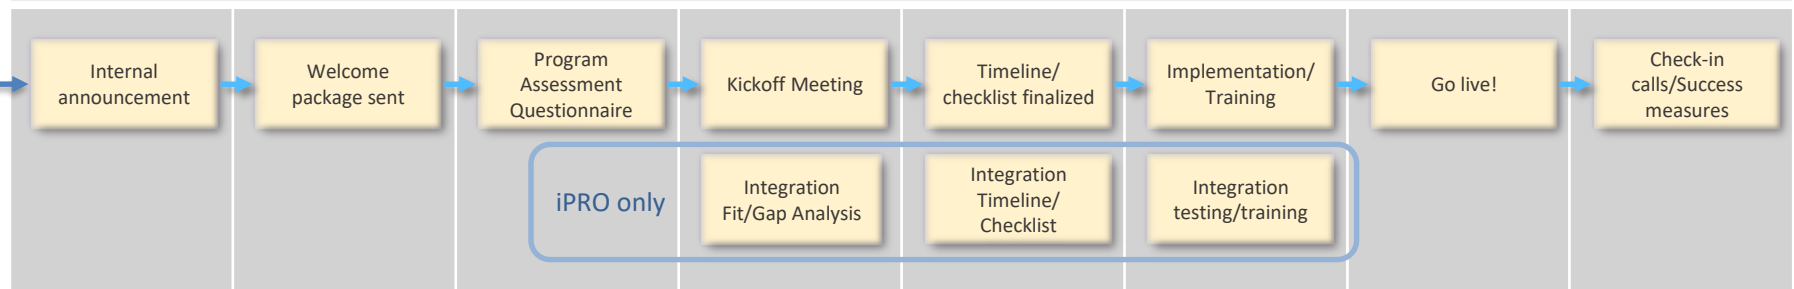 Internal
announcement
Welcome
package sent
Program
Assessment
Questionnaire
Kickoff Meeting
Timeline/
checklist finalized
Implementation/
Training
Go live!
Check-in
calls/Success
measures
iPRO only
Integration
Fit/Gap Analysis
Integration
Timeline/
Checklist
Integration
testing/training